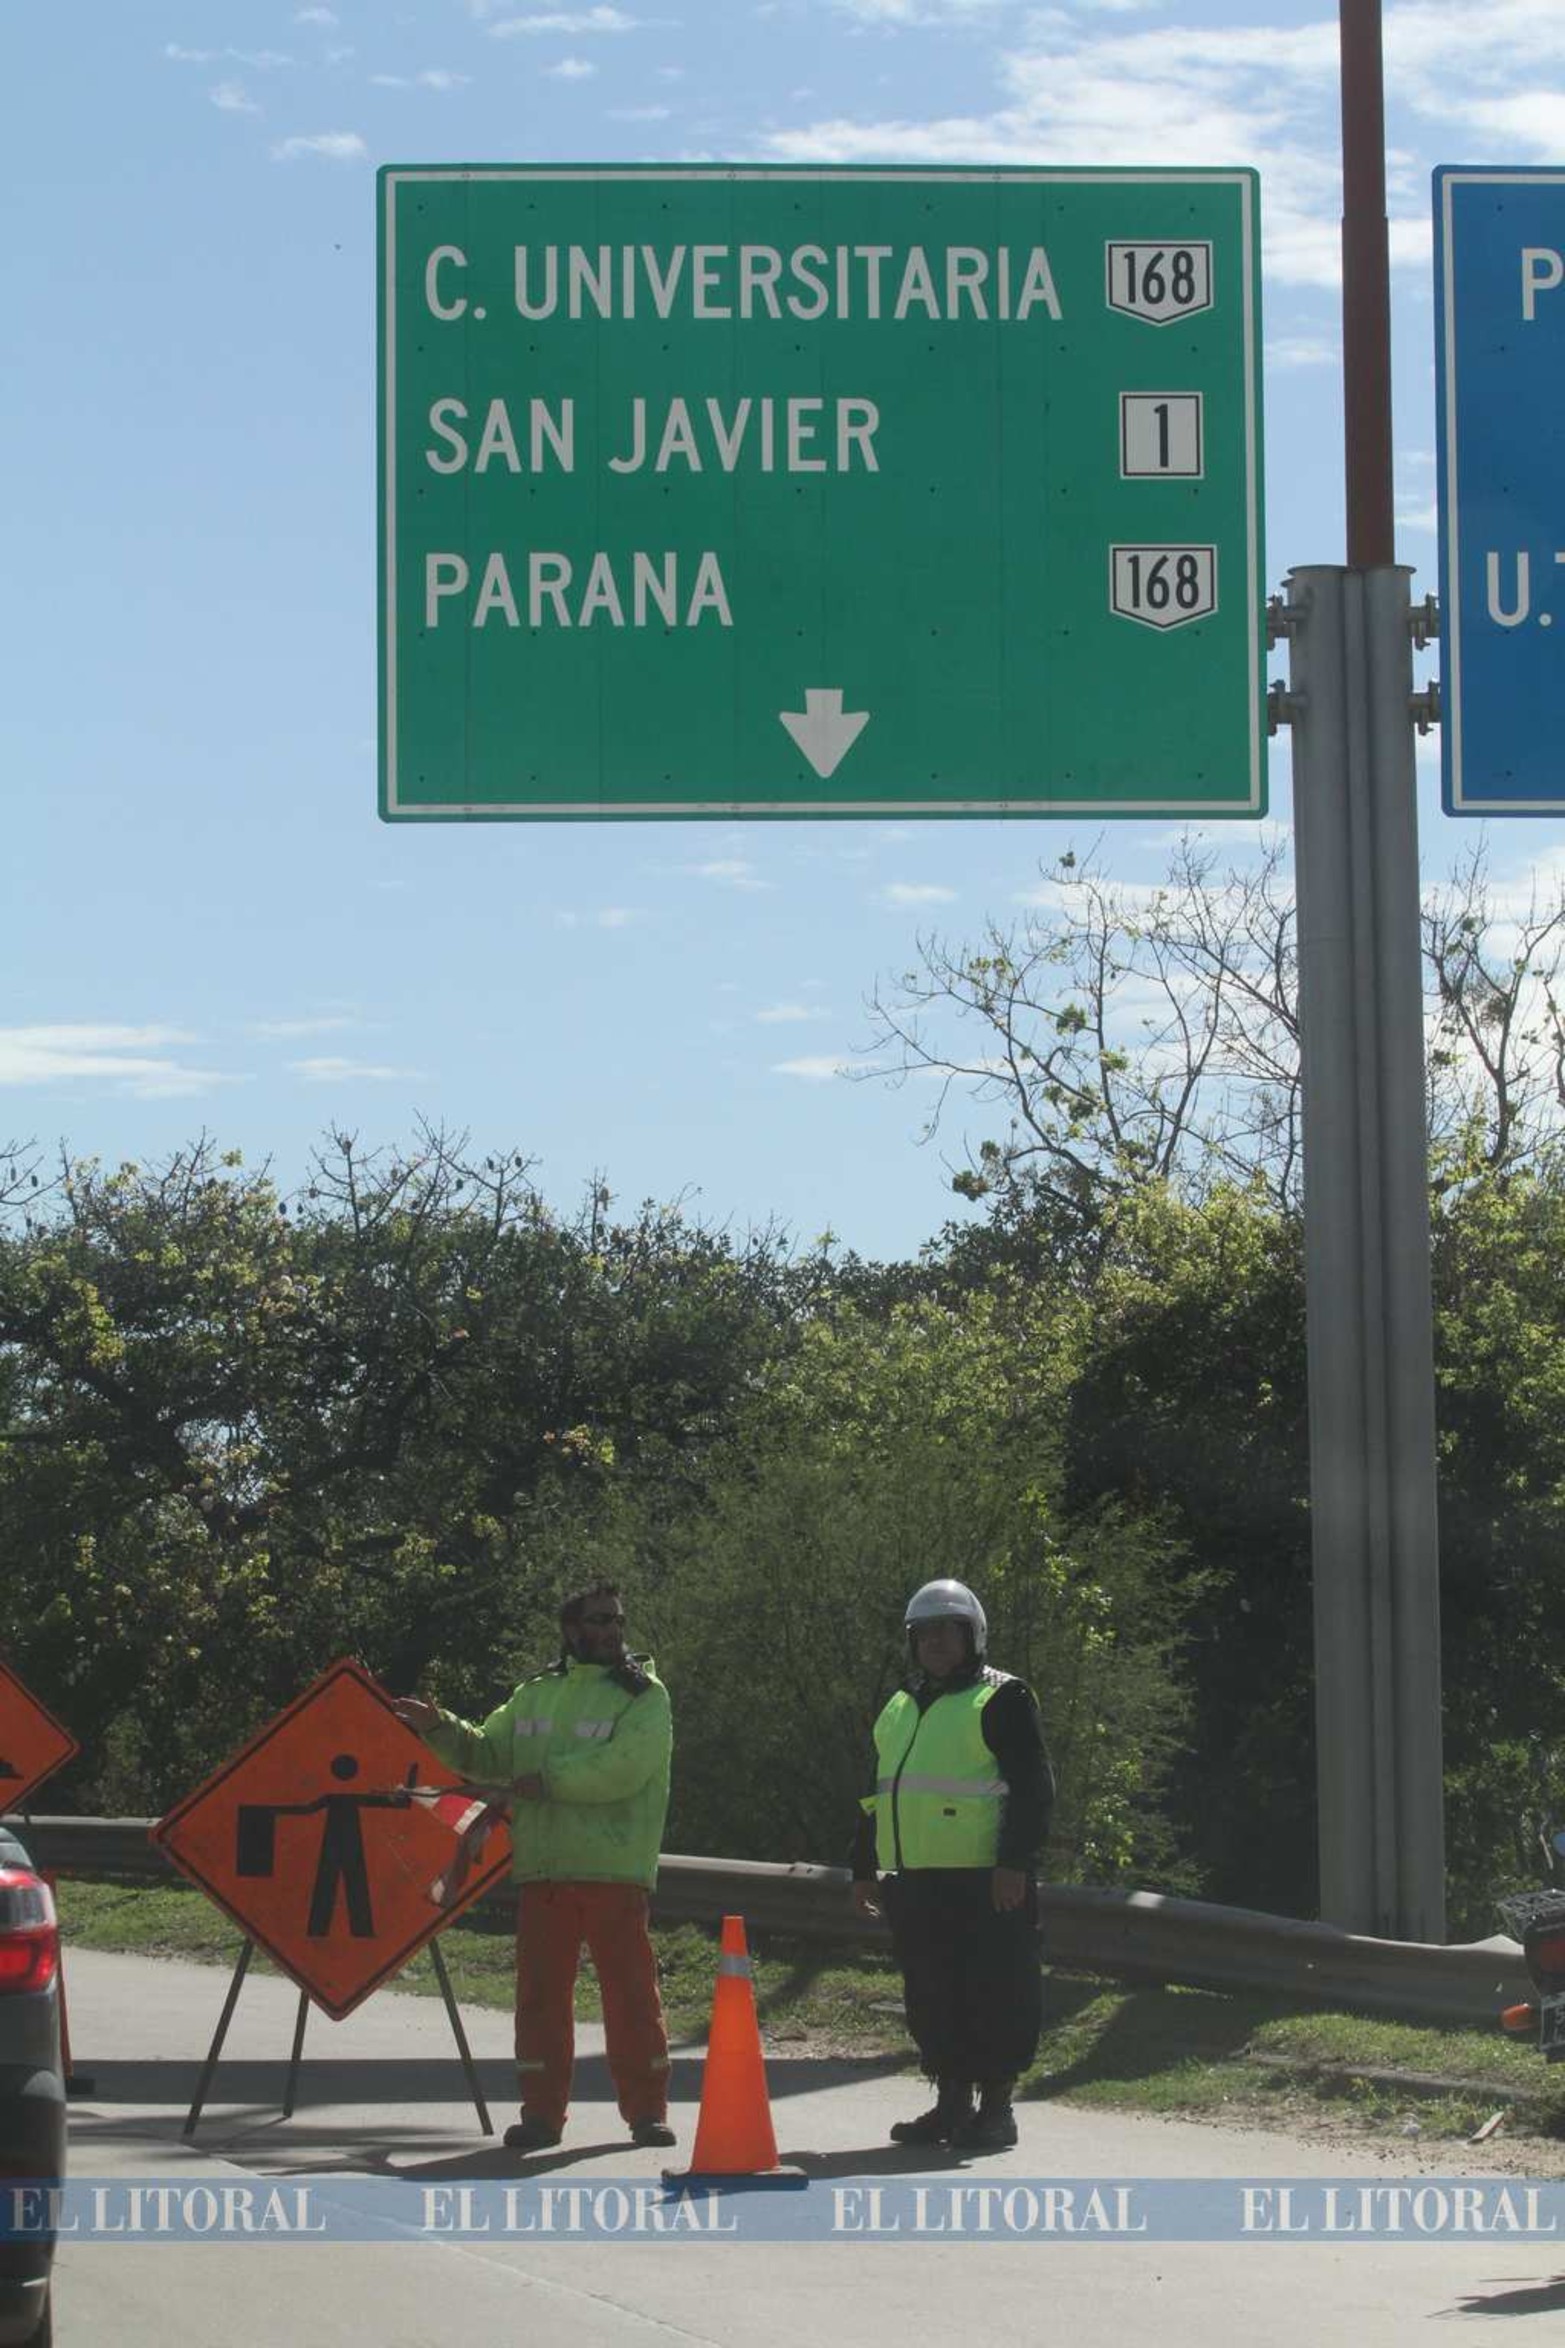 C. UNIVERSITARIA 168
SAN JAVIER 1
PARANA 168
P
U.
EL LITORAL EL LITORAL EL LITORAL EL LITORAL